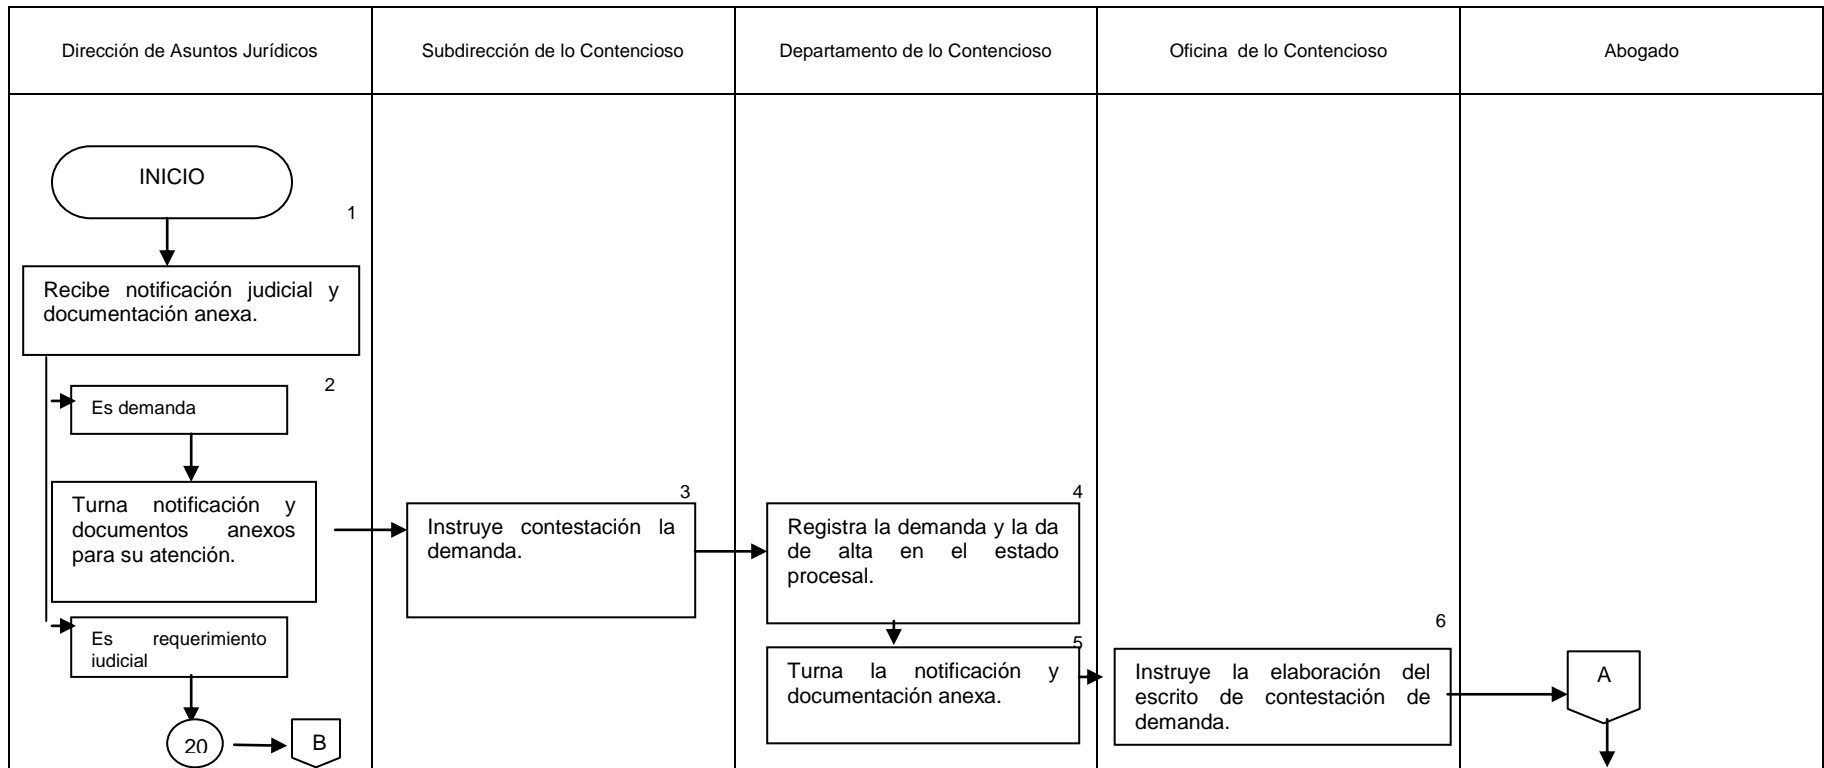 Dirección de Asuntos Jurídicos
Subdirección de lo Contencioso
Departamento de lo Contencioso
Oficina de lo Contencioso
Abogado
INICIO
1
Recibe notificación judicial y
documentación anexa.
2
Es demanda
Turna notificación y
documentos anexos
para su atención.
3
Instruye contestación la
demanda.
4
Registra la demanda y la da
de alta en el estado
procesal.
Es requerimiento
iudicial
20
B
5
Turna la notificación y
documentación anexa.
6
Instruye la elaboración del
escrito de contestación de
demanda.
A